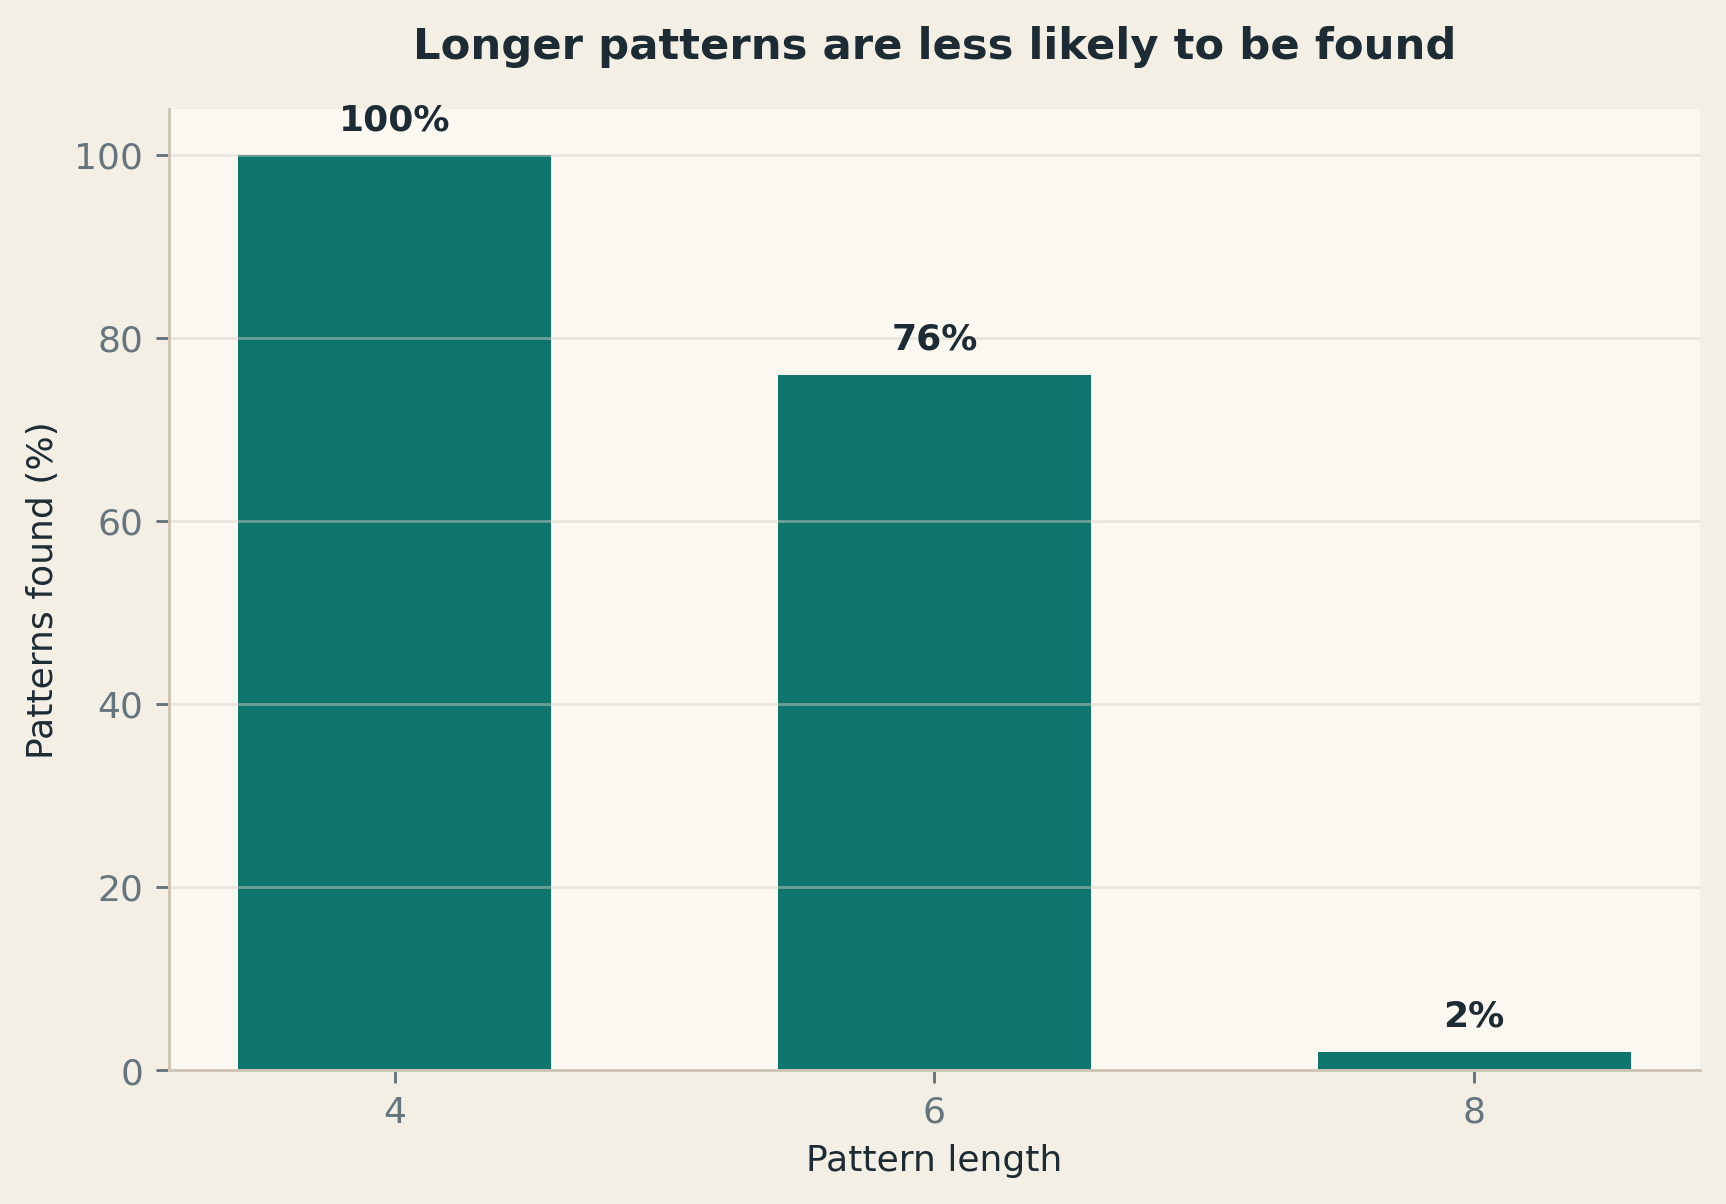 Longer patterns are less likely to be found
100%
100
80
76%
60
40
20
2%
0
4 6 8
Patterns found (%)
Pattern length